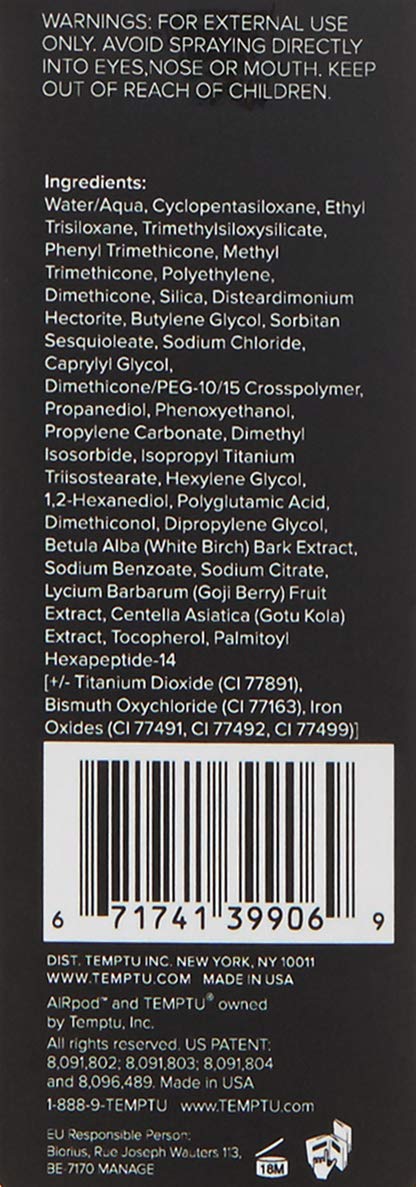 WARNINGS: FOR EXTERNAL USE
ONLY. AVOID SPRAYING DIRECTLY
INTO EYES,NOSE OR MOUTH. KEEP
OUT OF REACH OF CHILDREN.
Ingredients:
Water/Aqua, Cyclopentasiloxane, Ethyl
Trisiloxane, Trimethylsiloxysilicate,
Phenyl Trimethicone, Methyl
Trimethicone, Polyethylene,
Dimethicone, Silica, Disteardimonium
Hectorite, Butylene Glycol, Sorbitan
Sesquioleate, Sodium Chloride,
Caprylyl Glycol,
Dimethicone/PEG-10/15 Crosspolymer,
Propanediol, Phenoxyethanol,
Propylene Carbonate, Dimethyl
Isosorbide, Isopropyl Titanium
Triisostearate, Hexylene Glycol,
1,2-Hexanediol, Polyglutamic Acid,
Dimethiconol, Dipropylene Glycol,
Betula Alba (White Birch) Bark Extract,
Sodium Benzoate, Sodium Citrate,
Lycium Barbarum (Goji Berry) Fruit
Extract, Centella Asiatica (Gotu Kola)
Extract, Tocopherol, Palmitoyl
Hexapeptide-14
[+/- Titanium Dioxide (CI 77891),
Bismuth Oxychloride (CI 77163), Iron
Oxides (CI 77491, CI 77492, CI 77499)]
6 71741 39906 9
DIST. TEMPTU INC. NEW YORK, NY 10011
WWW.TEMPTU.COM MADE IN USA
AIRpod™ and TEMPTU® owned
by Temptu, Inc.
All rights reserved. US PATENT:
8,091,802; 8,091,803; 8,091,804
and 8,096,489. Made in USA
1-888-9-TEMPTU www.TEMPTU.com
EU Responsible Person:
Biorius, Rue Joseph Wauters 113,
BE-7170 MANAGE
18M